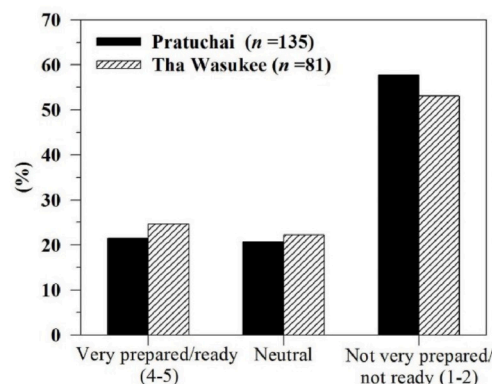 (%)
70
60
50
40
30
20
10
0
Pratuchai (n =135)
Tha Wasukee (n =81)
Very prepared/ready
(4-5)
Neutral
Not very prepared/
not ready (1-2)